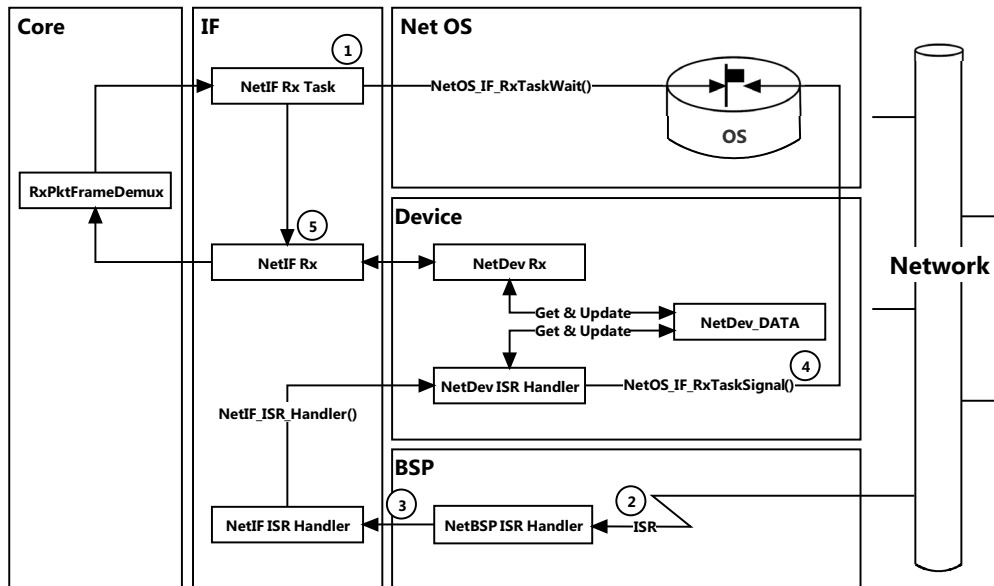 Core
IF
Net OS
1
NetIF Rx Task
NetOS_IF_RxTaskWait()
OS
RxPktFrameDemux
5
Device
NetIF Rx
NetDev Rx
Network
Get & Update
Get & Update
NetDev_DATA
4
NetDev ISR Handler
NetOS_IF_RxTaskSignal()
NetIF_ISR_Handler()
BSP
3
2
NetIF ISR Handler
NetBSP ISR Handler
ISR